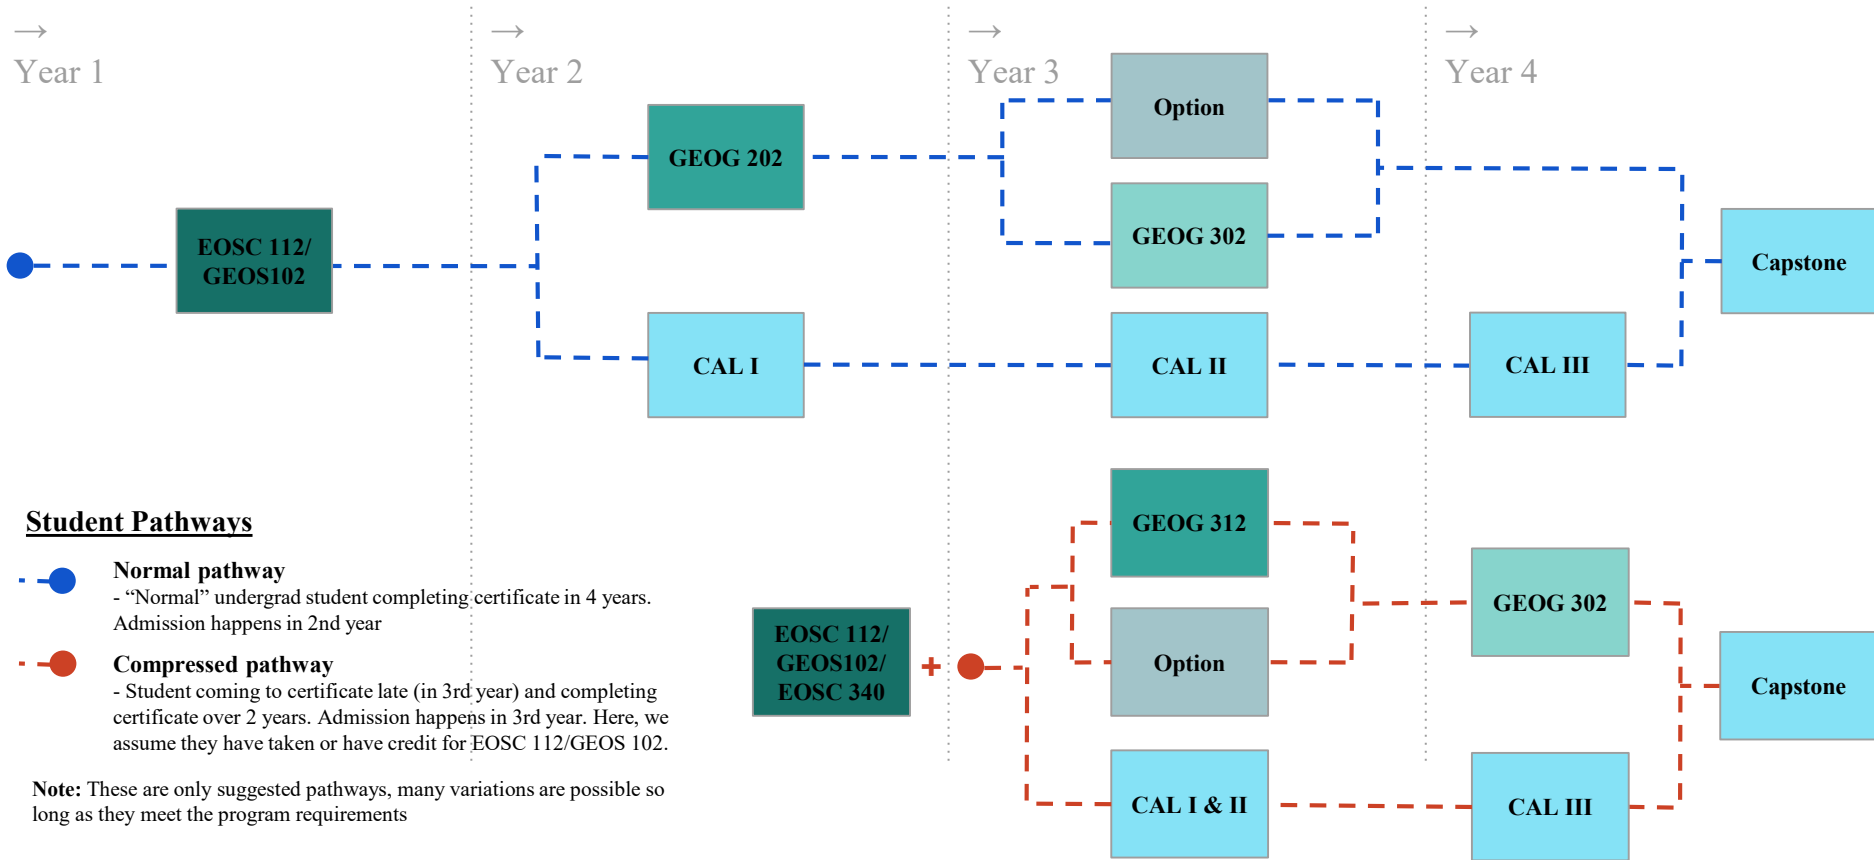 →
Year 1
→
Year 2
→
Year 3
→
Year 4
Option
GEOG 202
GEOG 302
EOSC 112/
GEOS102
Capstone
CAL I
CAL II
CAL III
Student Pathways
Normal pathway
- “Normal” undergrad student completing certificate in 4 years.
Admission happens in 2nd year
Compressed pathway
- Student coming to certificate late (in 3rd year) and completing
certificate over 2 years. Admission happens in 3rd year. Here, we
assume they have taken or have credit for EOSC 112/GEOS 102.
Note: These are only suggested pathways, many variations are possible so
long as they meet the program requirements
EOSC 112/
GEOS102/
EOSC 340
+
GEOG 312
Option
CAL I & II
GEOG 302
CAL III
Capstone